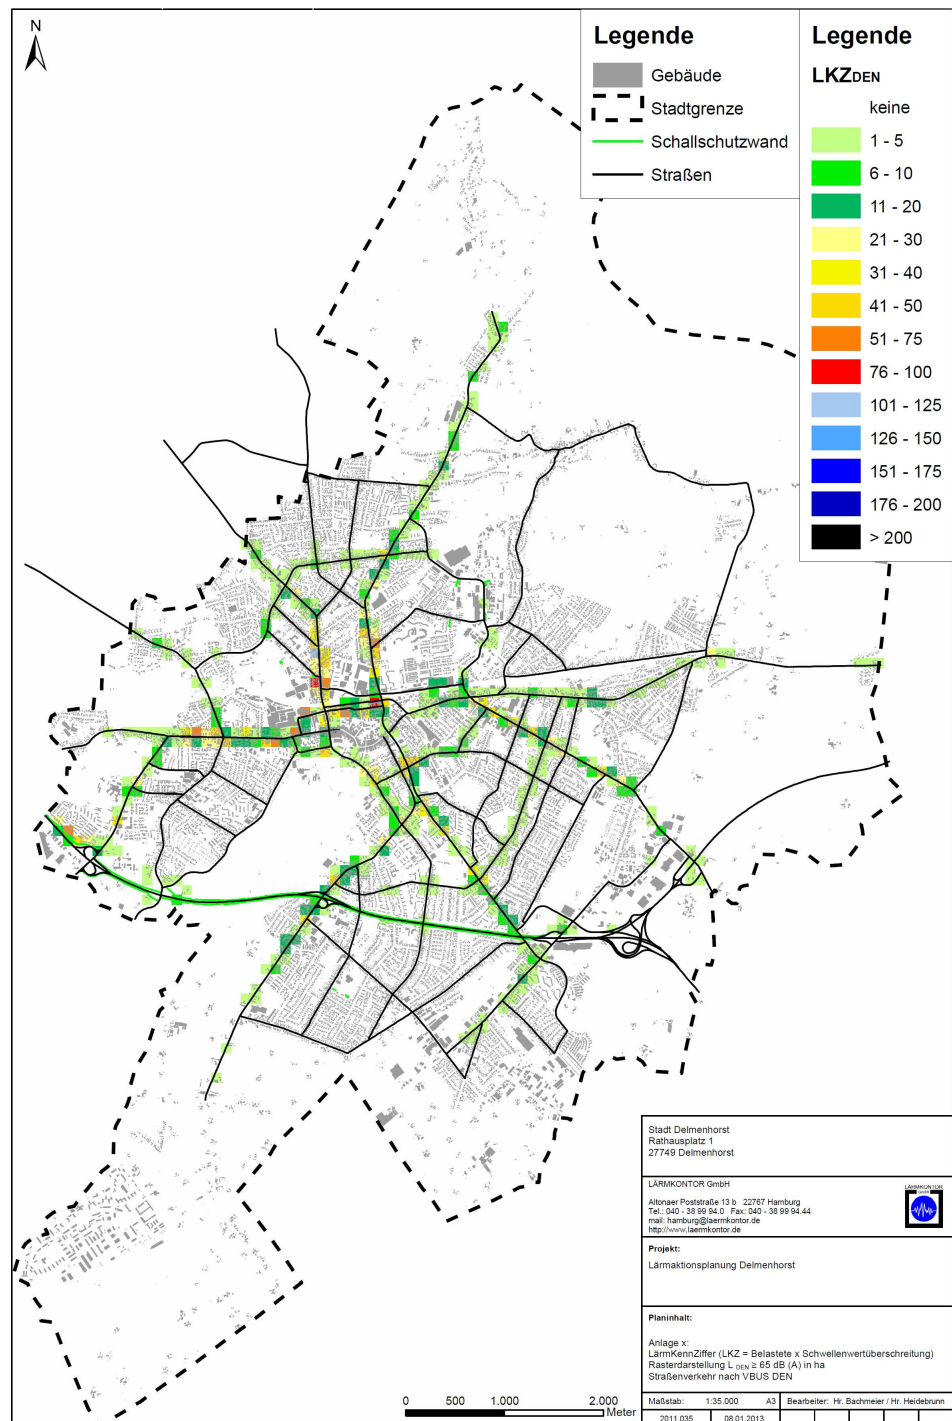 N
Legende
Gebäude
Stadtgrenze
Schallschutzwand
Straßen
Legende
LKZDEN
keine
1 - 5
6 - 10
11 - 20
21 - 30
31 - 40
41 - 50
51 - 75
76 - 100
101 - 125
126 - 150
151 - 175
176 - 200
> 200
0 500 1.000 2.000
Meter
Stadt Delmenhorst
Rathausplatz 1
27749 Delmenhorst
LÄRMKONTOR GmbH
Altonaer Poststraße 13 b 22767 Hamburg
Tel.: 040 - 38 99 94.0 Fax: 040 - 38 99 94.44
mail: hamburg@laermkontor.de
http://www.laermkontor.de
LÄRMKONTOR
GmbH
Projekt:
Lärmaktionsplanung Delmenhorst
Planinhalt:
Anlage x:
LärmKennZiffer (LKZ = Belastete x Schwellenwertüberschreitung)
Rasterdarstellung L DEN ≥ 65 dB (A) in ha
Straßenverkehr nach VBUS DEN
Maßstab: 1:35.000 A3 Bearbeiter: Hr. Bachmeier / Hr. Heidebrunn
2011.035 08.01.2013